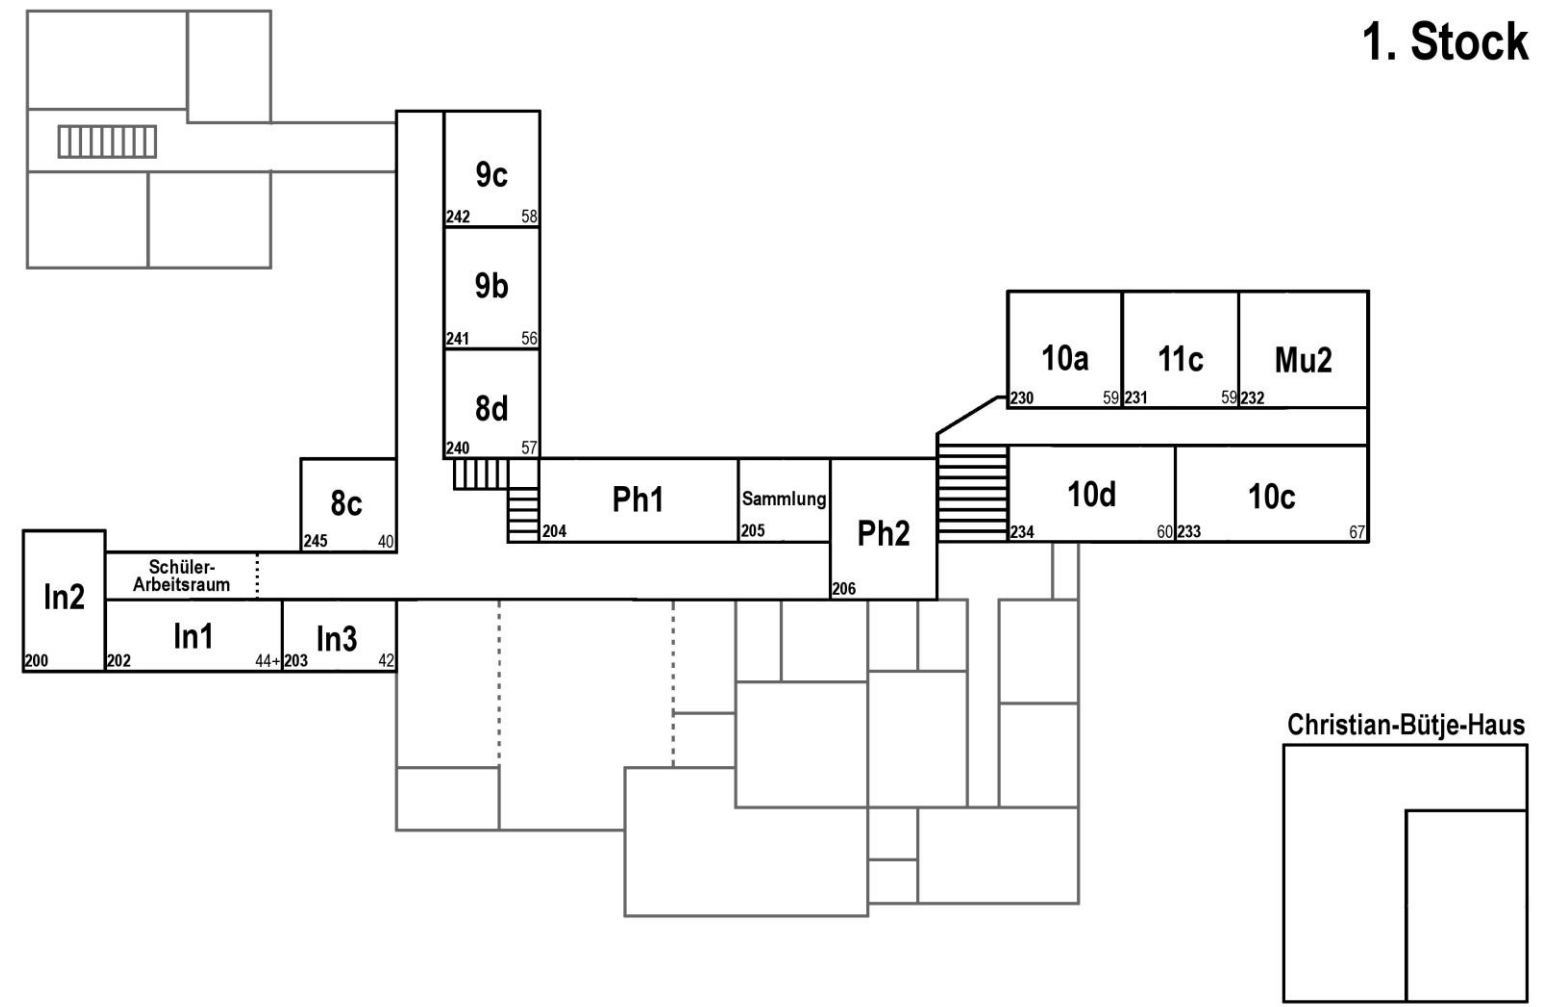 1. Stock
9c
242 58
9b
241 56
8d
240 57
10a
230 59
11c
231 59
Mu2
232
8c
245 40
Ph1
204
Sammlung
205
Ph2
206
10d
234 60
10c
233 67
In2
200
Schüler-
Arbeitsraum
In1
202 44+
In3
203 42
Christian-Bütje-Haus